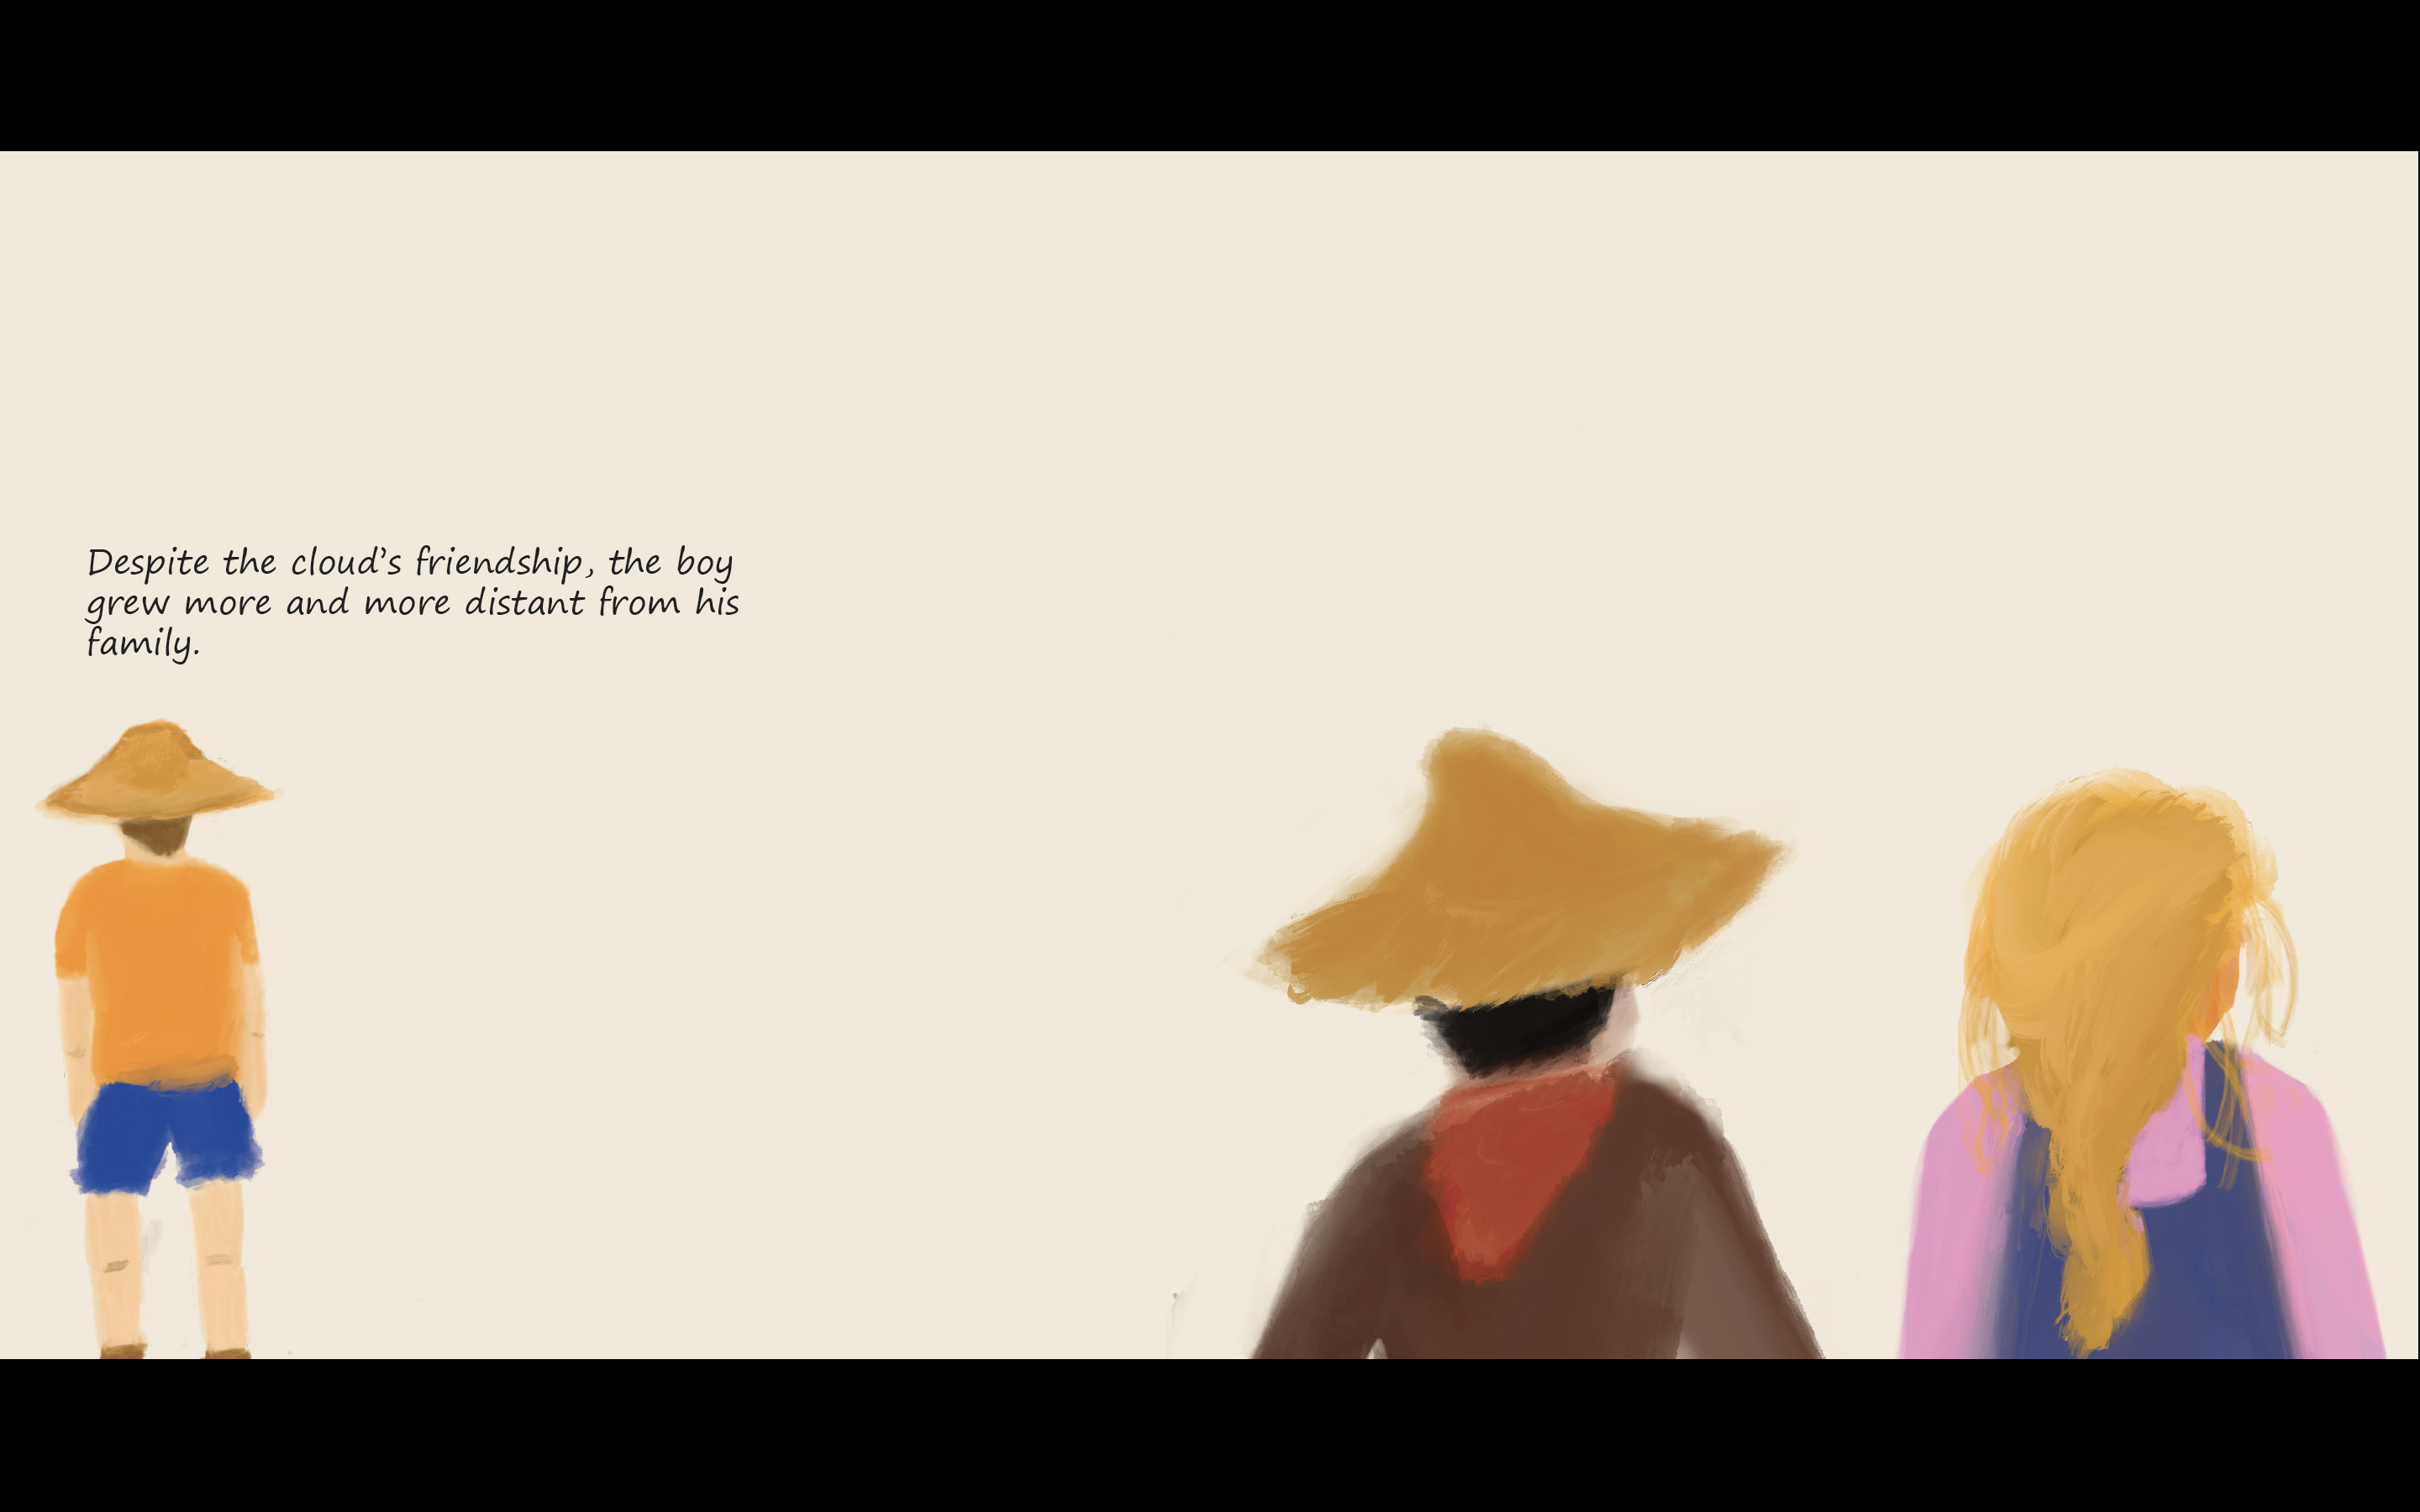 Despite the cloud’s friendship, the boy
grew more and more distant from his
family.